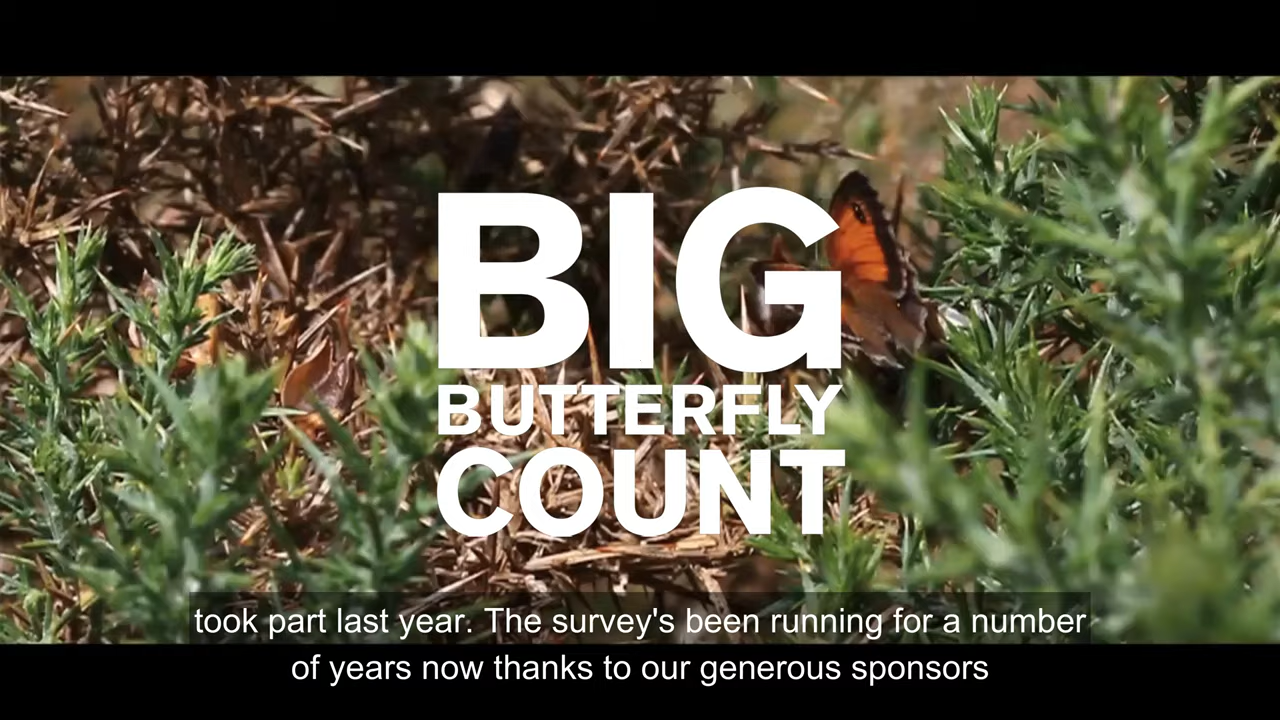 BIG
BUTTERFLY
COUNT
took part last year. The survey's been running for a number
of years now thanks to our generous sponsors